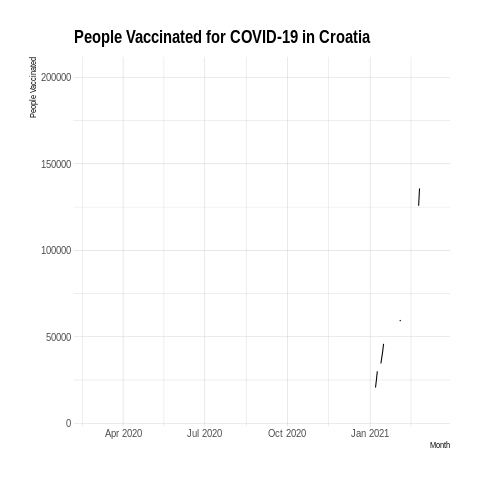 People Vaccinated for COVID-19 in Croatia
People Vaccinated
200000
150000
100000
50000
0
Apr 2020
Jul 2020
Oct 2020
Jan 2021
Month